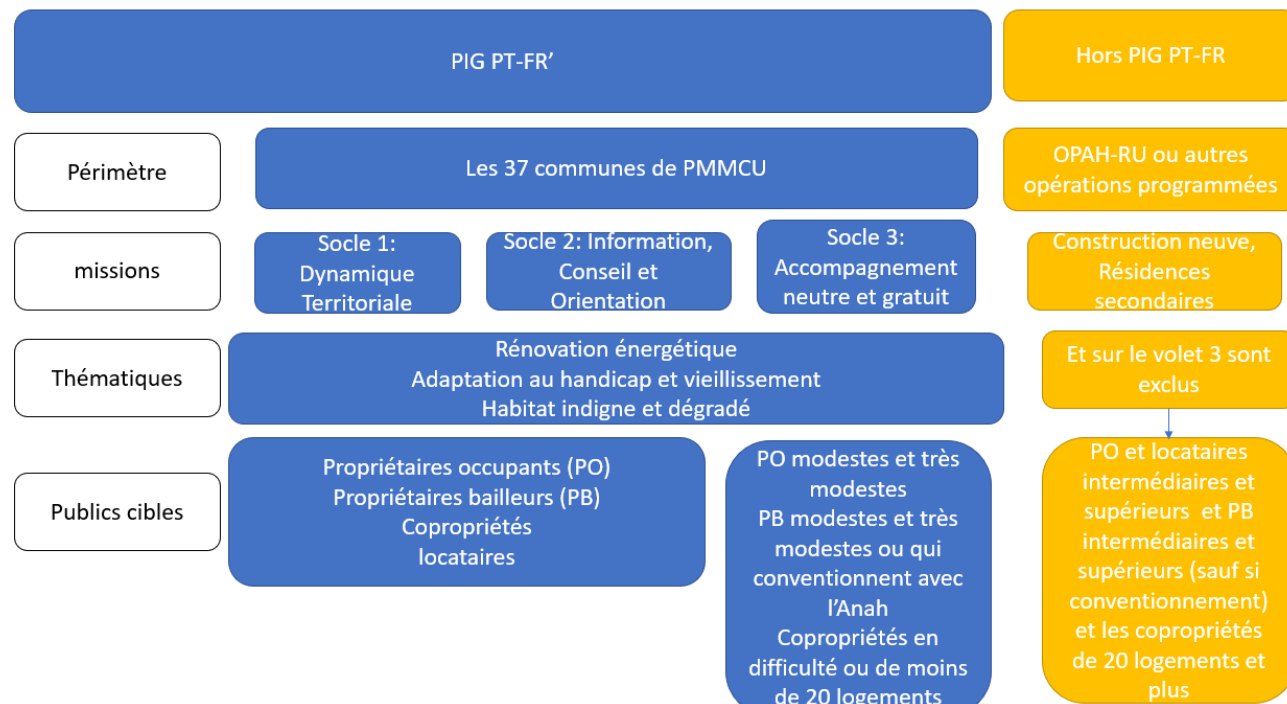 PIG PT-FR’
Hors PIG PT-FR
Périmètre
Les 37 communes de PMMCU
OPAH-RU ou autres
opérations programmées
missions
Socle 1:
Dynamique
Territoriale
Socle 2: Information,
Conseil et
Orientation
Socle 3:
Accompagnement
neutre et gratuit
Construction neuve,
Résidences
secondaires
Thématiques
Rénovation énergétique
Adaptation au handicap et vieillissement
Habitat indigne et dégradé
Et sur le volet 3 sont
exclus
Publics cibles
Propriétaires occupants (PO)
Propriétaires bailleurs (PB)
Copropriétés
locataires
PO modestes et très
modestes
PB modestes et très
modestes ou qui
conventionnent avec
l’Anah
Copropriétés en
difficulté ou de moins
de 20 logements
PO et locataires
intermédiaires et
supérieurs et PB
intermédiaires et
supérieurs (sauf si
conventionnement)
et les copropriétés
de 20 logements et
plus